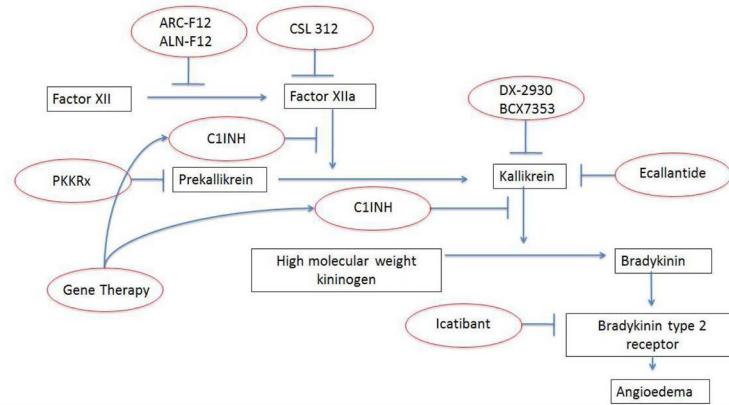 ARC-F12
ALN-F12
CSL 312
Factor XII
Factor XIIa
DX-2930
BCX7353
C1INH
PKKRx
Prekallikrein
Kallikrein
Ecallantide
C1INH
High molecular weight
kininogen
Bradykinin
Gene Therapy
Icatibant
Bradykinin type 2
receptor
Angioedema